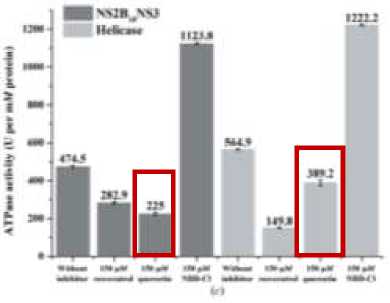 NS2B₄₈NS3
Helicase
ATPase activity (U per mM protein)
1200
1000
800
600
400
200
0
474.5
282.9
225
1123.8
564.9
149.8
389.2
1222.2
Without inhibitor
150 µM resveratrol
150 µM quercetin
150 µM NBD-Cl
Without inhibitor
150 µM resveratrol
150 µM quercetin
150 µM NBD-Cl
(c)